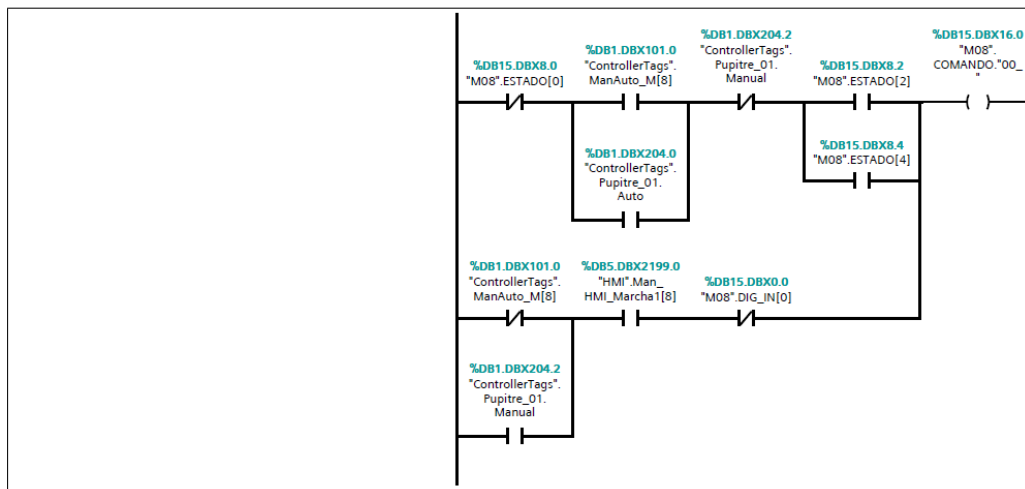 %DB15.DBX8.0
"M08".ESTADO[0]
%DB1.DBX101.0
"ControllerTags".
ManAuto_M[8]
%DB1.DBX204.2
"ControllerTags".
Pupitre_01.
Manual
%DB15.DBX8.2
"M08".ESTADO[2]
%DB15.DBX16.0
"M08".
COMANDO."00_
"
%DB1.DBX204.0
"ControllerTags".
Pupitre_01.
Auto
%DB15.DBX8.4
"M08".ESTADO[4]
%DB1.DBX101.0
"ControllerTags".
ManAuto_M[8]
%DB5.DBX2199.0
"HMI".Man_
HMI_Marcha1[8]
%DB15.DBX0.0
"M08".DIG_IN[0]
%DB1.DBX204.2
"ControllerTags".
Pupitre_01.
Manual